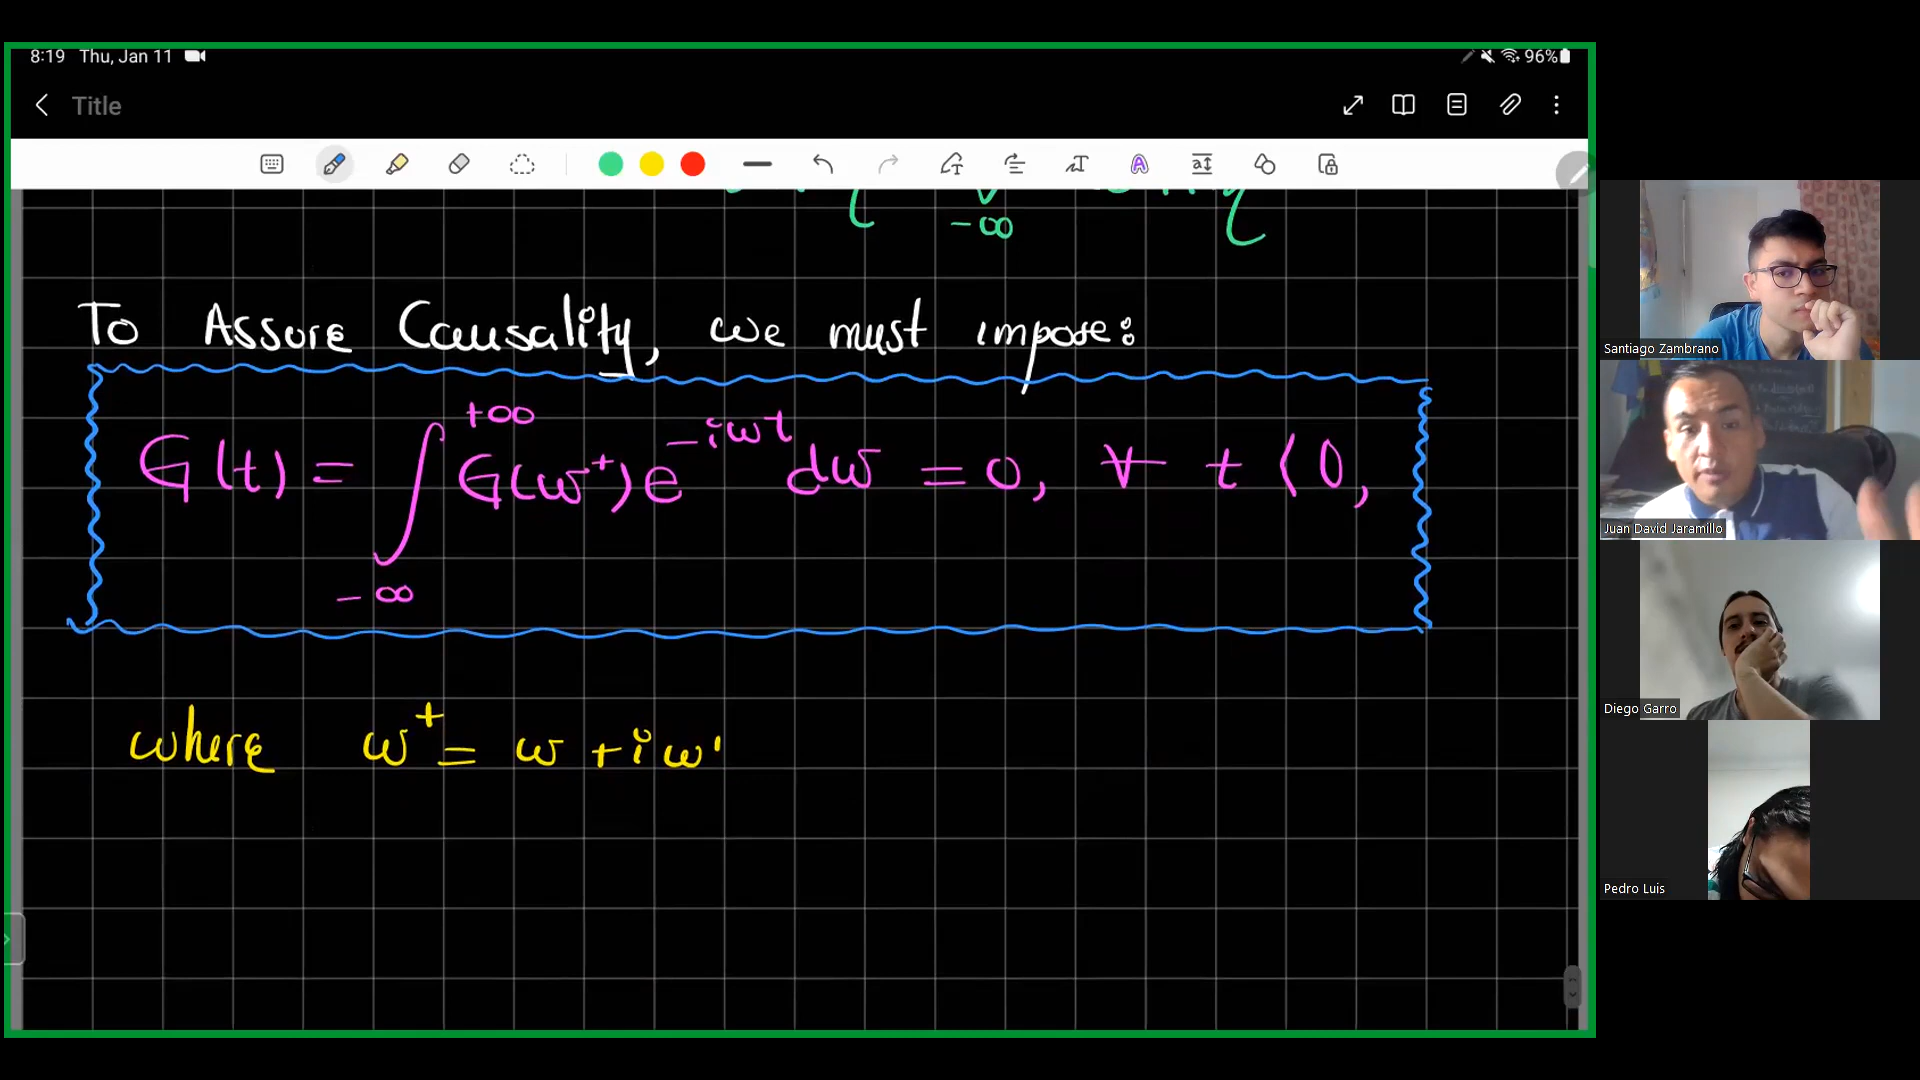 8:19 Thu, Jan 11 96%
Title
-∞
To Assure Causality, we must impose:
G(t) = ∫_{-∞}^{+∞} G(ω⁺) e^{-iωt} dω = 0, ∀ t < 0,
where ω⁺ = ω + iω'
Santiago Zambrano
Juan David Jaramillo
Diego Garro
Pedro Luis